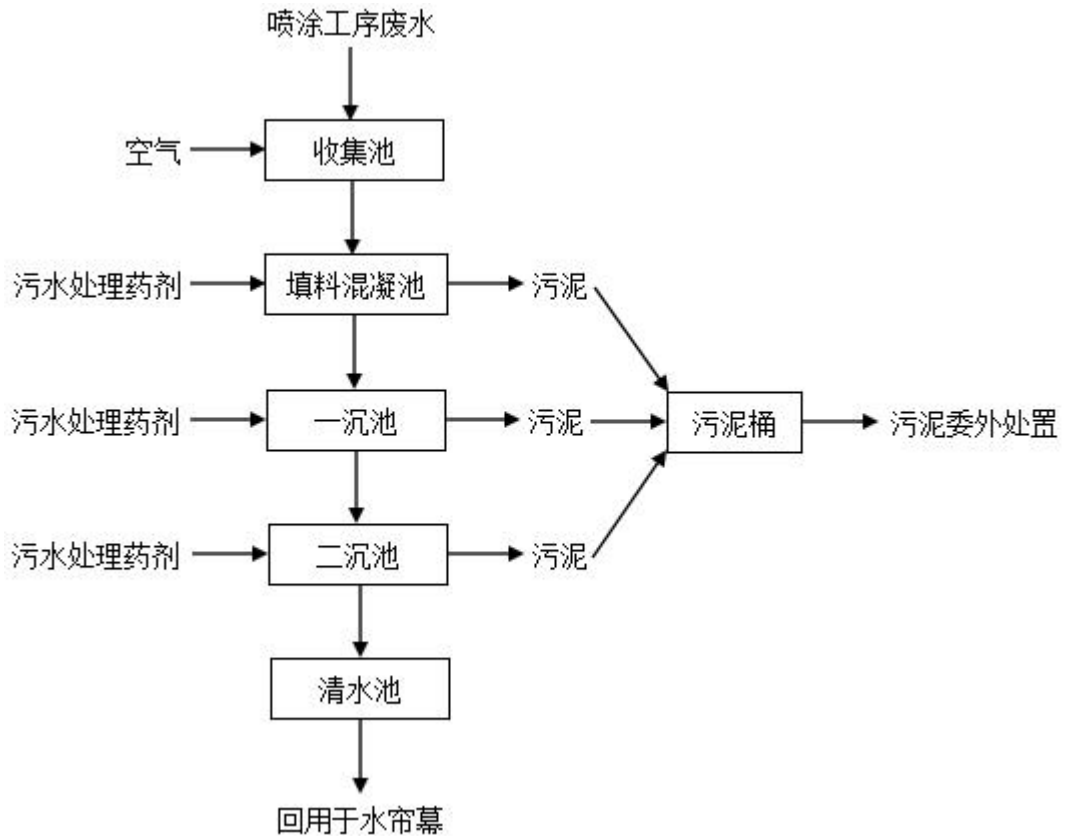 喷涂工序废水
空气
收集池
污水处理药剂
填料混凝池
污泥
污水处理药剂
一沉池
污泥
污泥桶
污泥委外处置
污水处理药剂
二沉池
污泥
清水池
回用于水帘幕